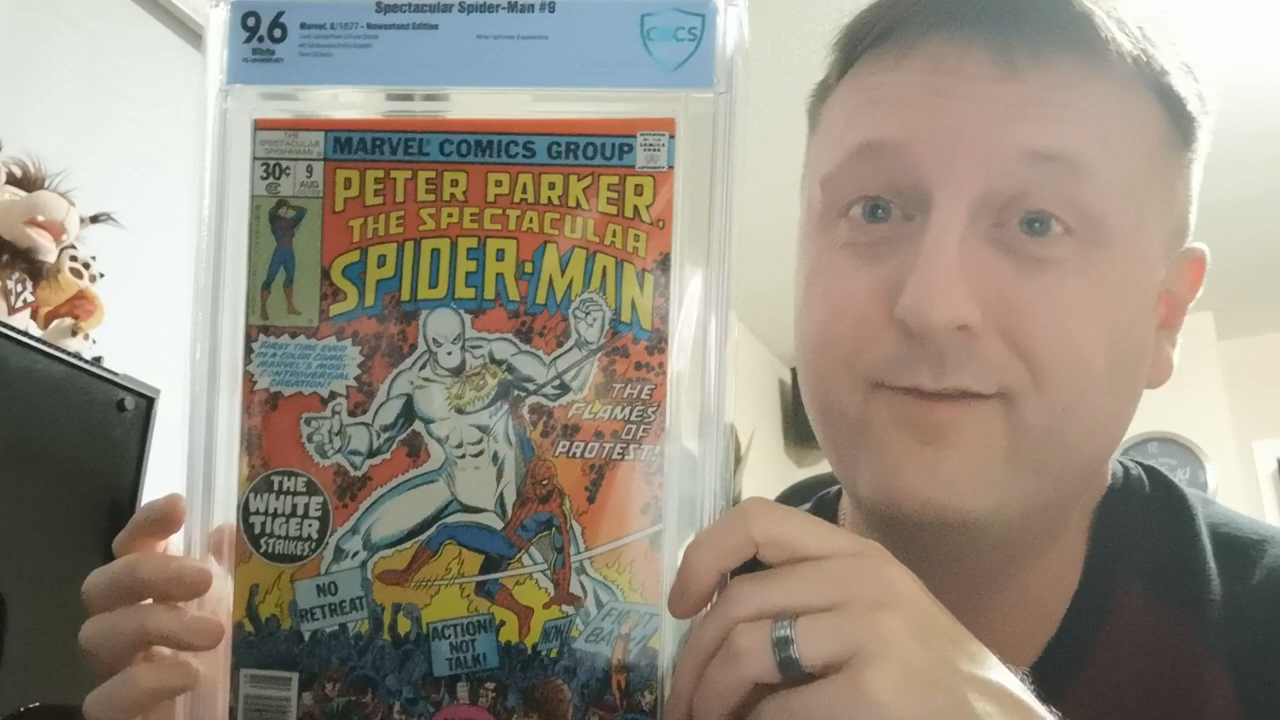 Spectacular Spider-Man #9
9.6
White
Marvel, 8/1977 - Newsstand Edition
CBCS
THE
SPECTACULAR
SPIDER-MAN
MARVEL COMICS GROUP
APPROVED
BY THE
COMICS
CODE
AUTHORITY
30¢
9
AUG
PETER PARKER,
THE SPECTACULAR
SPIDER-MAN
FIRST TIME EVER
IN A COLOR COMIC:
MARVEL'S MOST
CONTROVERSIAL
CREATION!
THE
FLAMES
OF
PROTEST!
THE
WHITE
TIGER
STRIKES!
NO
RETREAT
ACTION!
NOT
TALK!
NOW!
FIGHT
BACK!